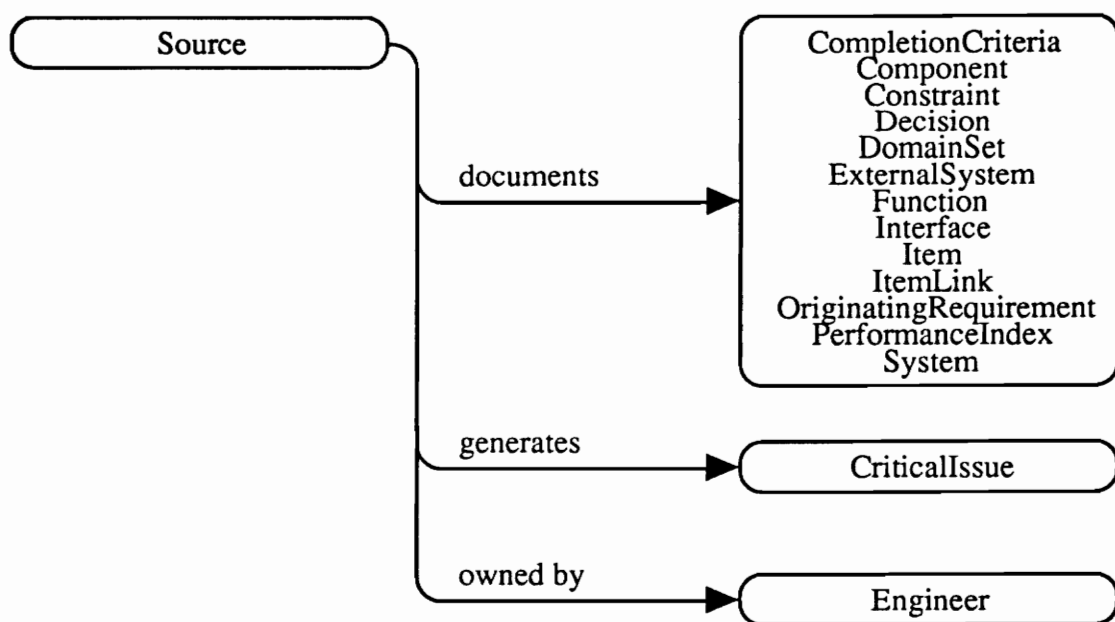 Source
documents
CompletionCriteria
Component
Constraint
Decision
DomainSet
ExternalSystem
Function
Interface
Item
ItemLink
OriginatingRequirement
PerformanceIndex
System
generates
CriticalIssue
owned by
Engineer